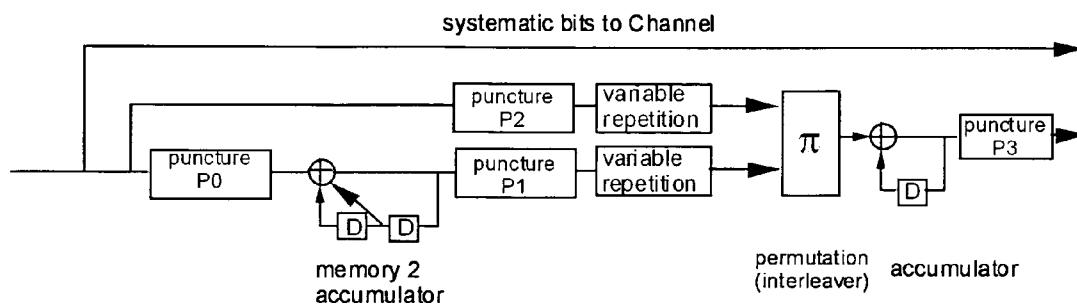 systematic bits to Channel
puncture
P2
variable
repetition
puncture
P0
puncture
P1
variable
repetition
π
puncture
P3
D
D
D
memory 2
accumulator
permutation
(interleaver)
accumulator